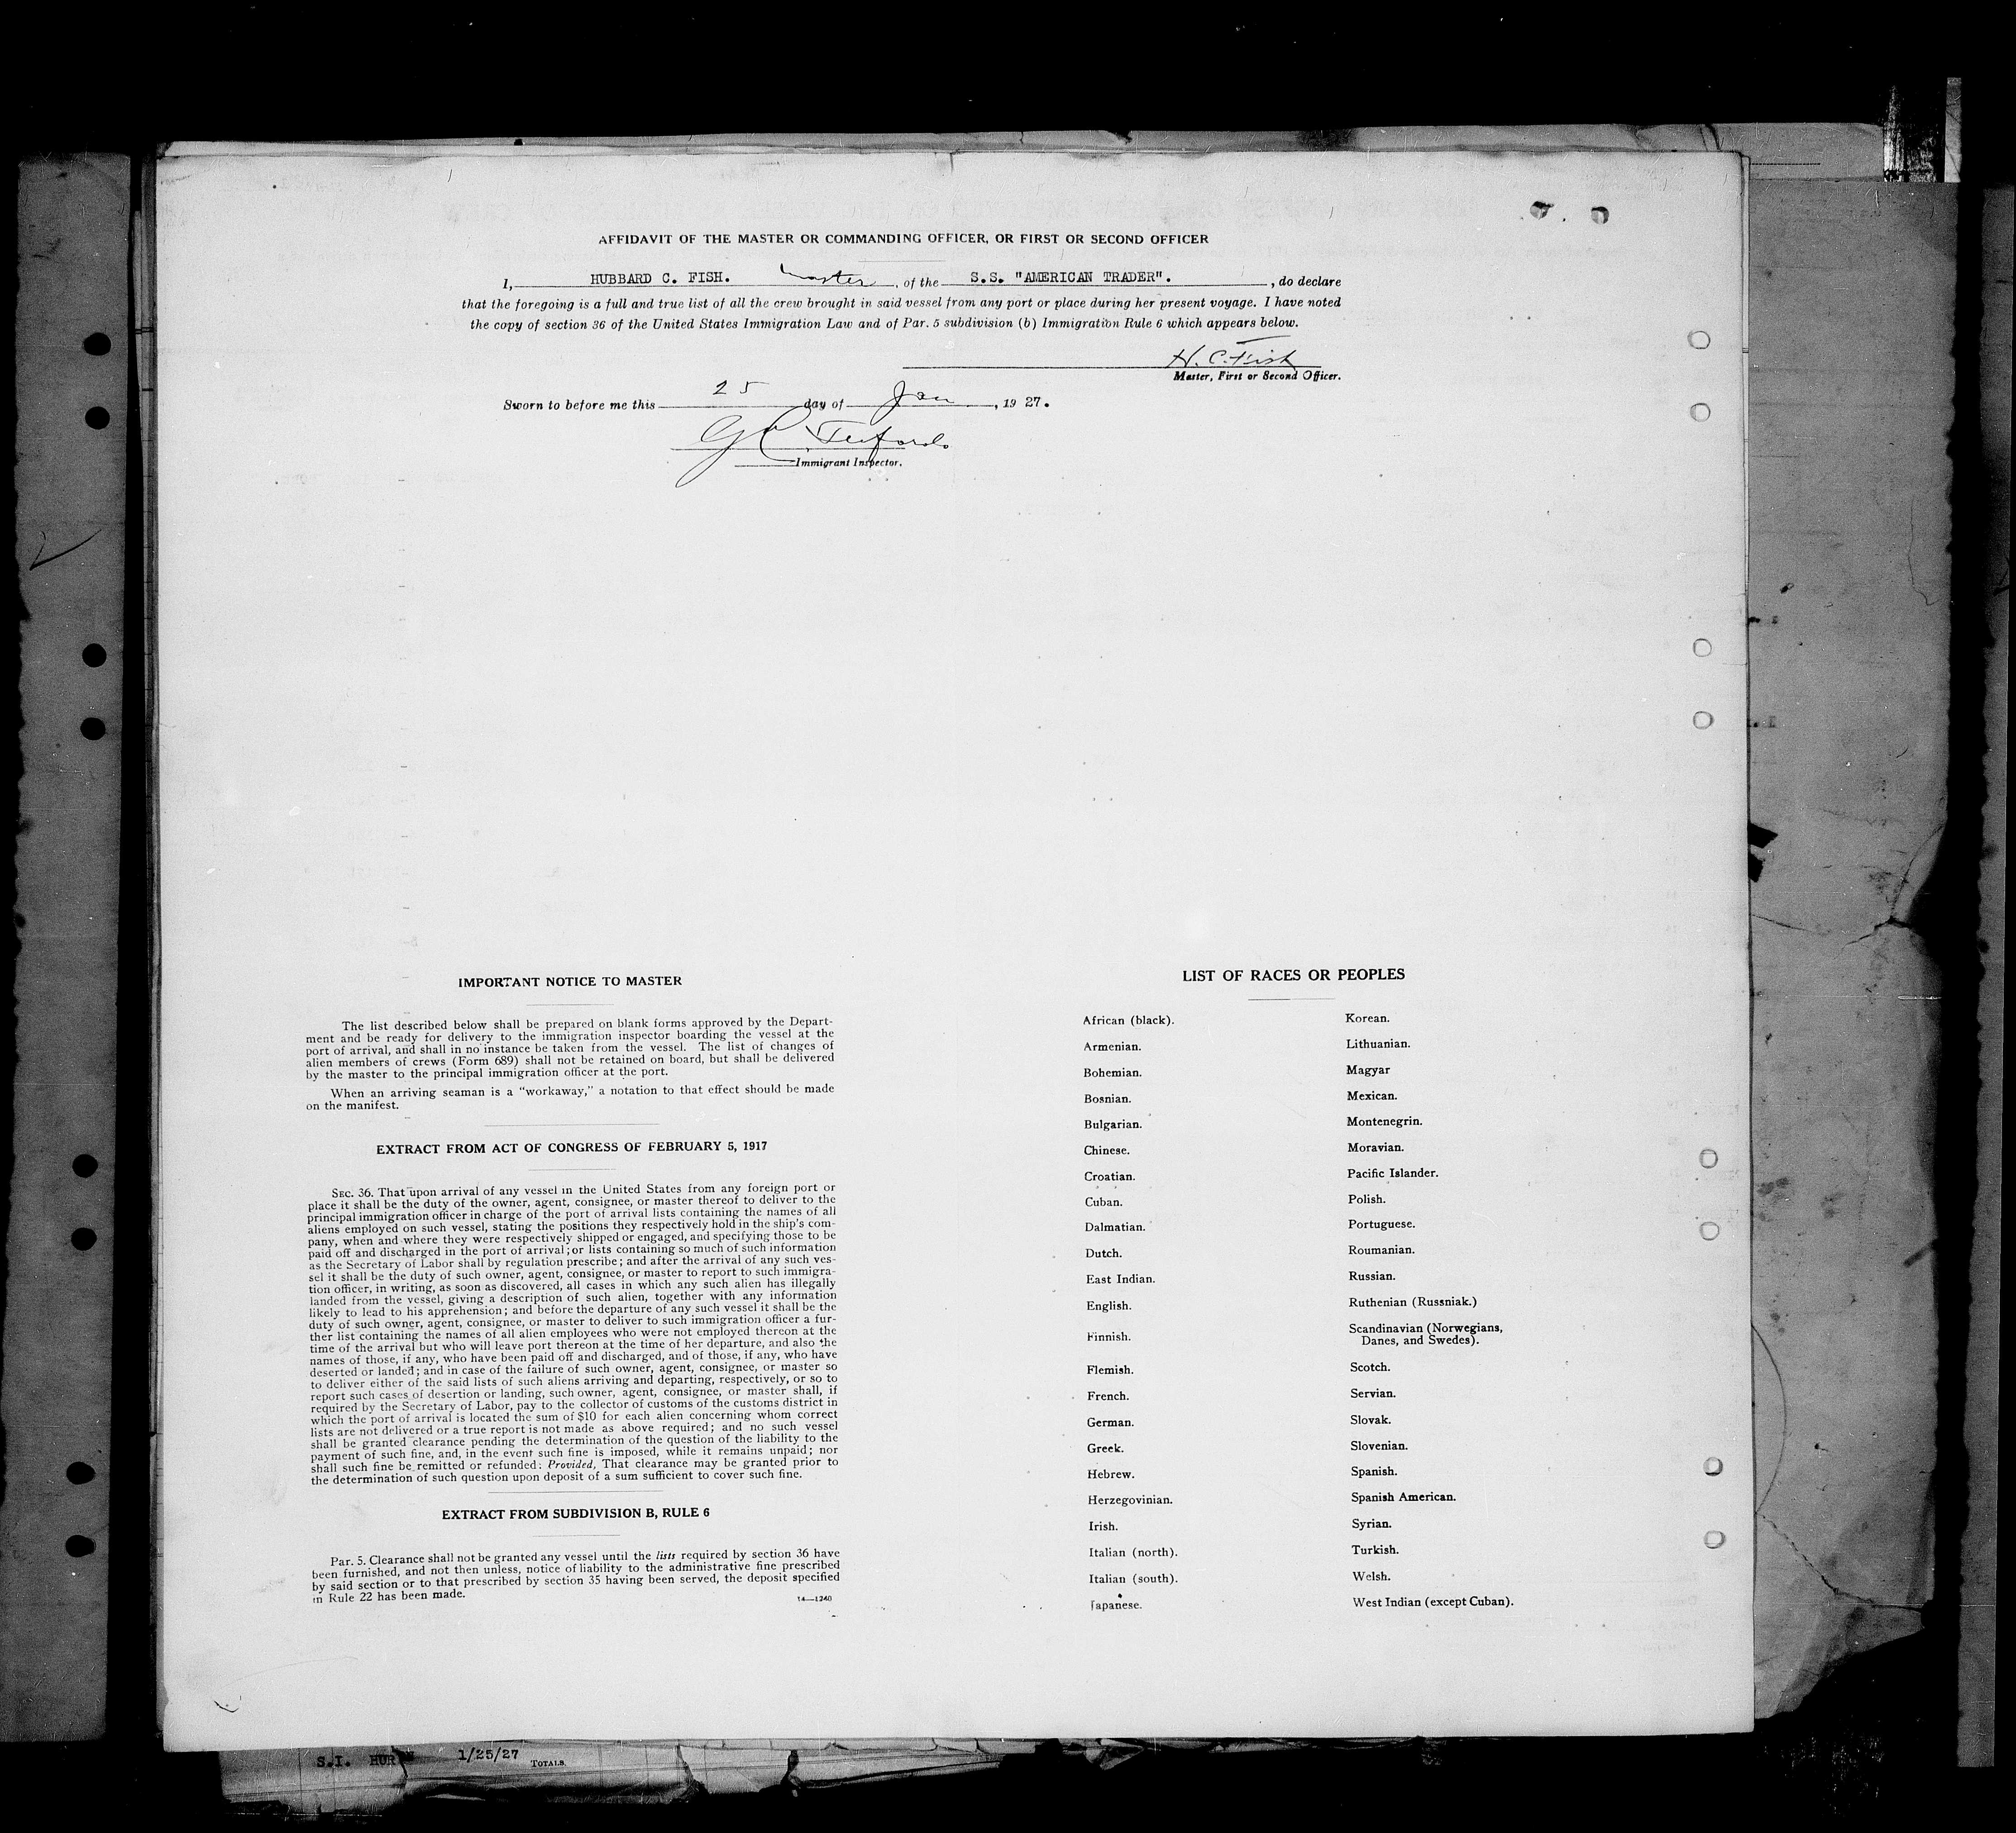 AFFIDAVIT OF THE MASTER OR COMMANDING OFFICER, OR FIRST OR SECOND OFFICER
I, HUBBARD C. FISH. master, of the S.S. "AMERICAN TRADER". , do declare
that the foregoing is a full and true list of all the crew brought in said vessel from any port or place during her present voyage. I have noted
the copy of section 36 of the United States Immigration Law and of Par. 5 subdivision (b) Immigration Rule 6 which appears below.
H. C. Fish
Master, First or Second Officer.
Sworn to before me this 25 day of Jan, 19 27.
Immigrant Inspector.
IMPORTANT NOTICE TO MASTER
The list described below shall be prepared on blank forms approved by the Depart-
ment and be ready for delivery to the immigration inspector boarding the vessel at the
port of arrival, and shall in no instance be taken from the vessel. The list of changes of
alien members of crews (Form 689) shall not be retained on board, but shall be delivered
by the master to the principal immigration officer at the port.
When an arriving seaman is a "workaway," a notation to that effect should be made
on the manifest.
EXTRACT FROM ACT OF CONGRESS OF FEBRUARY 5, 1917
SEC. 36. That upon arrival of any vessel in the United States from any foreign port or
place it shall be the duty of the owner, agent, consignee, or master thereof to deliver to the
principal immigration officer in charge of the port of arrival lists containing the names of all
aliens employed on such vessel, stating the positions they respectively hold in the ship's com-
pany, when and where they were respectively shipped or engaged, and specifying those to be
paid off and discharged in the port of arrival; or lists containing so much of such information
as the Secretary of Labor shall by regulation prescribe; and after the arrival of any such ves-
sel it shall be the duty of such owner, agent, consignee, or master to report to such immigra-
tion officer, in writing, as soon as discovered, all cases in which any such alien has illegally
landed from the vessel, giving a description of such alien, together with any information
likely to lead to his apprehension; and before the departure of any such vessel it shall be the
duty of such owner, agent, consignee, or master to deliver to such immigration officer a fur-
ther list containing the names of all alien employees who were not employed thereon at the
time of the arrival but who will leave port thereon at the time of her departure, and also the
names of those, if any, who have been paid off and discharged, and of those, if any, who have
deserted or landed; and in case of the failure of such owner, agent, consignee, or master so
to deliver either of the said lists of such aliens arriving and departing, respectively, or so to
report such cases of desertion or landing, such owner, agent, consignee, or master shall, if
required by the Secretary of Labor, pay to the collector of customs of the customs district in
which the port of arrival is located the sum of $10 for each alien concerning whom correct
lists are not delivered or a true report is not made as above required; and no such vessel
shall be granted clearance pending the determination of the question of the liability to the
payment of such fine, and, in the event such fine is imposed, while it remains unpaid; nor
shall such fine be remitted or refunded: Provided, That clearance may be granted prior to
the determination of such question upon deposit of a sum sufficient to cover such fine.
EXTRACT FROM SUBDIVISION B, RULE 6
Par. 5. Clearance shall not be granted any vessel until the lists required by section 36 have
been furnished, and not then unless, notice of liability to the administrative fine prescribed
by said section or to that prescribed by section 35 having been served, the deposit specified
in Rule 22 has been made.
14—1240
LIST OF RACES OR PEOPLES
African (black).
Armenian.
Bohemian.
Bosnian.
Bulgarian.
Chinese.
Croatian.
Cuban.
Dalmatian.
Dutch.
East Indian.
English.
Finnish.
Flemish.
French.
German.
Greek.
Hebrew.
Herzegovinian.
Irish.
Italian (north).
Italian (south).
Japanese.
Korean.
Lithuanian.
Magyar
Mexican.
Montenegrin.
Moravian.
Pacific Islander.
Polish.
Portuguese.
Roumanian.
Russian.
Ruthenian (Russniak.)
Scandinavian (Norwegians,
Danes, and Swedes).
Scotch.
Servian.
Slovak.
Slovenian.
Spanish.
Spanish American.
Syrian.
Turkish.
Welsh.
West Indian (except Cuban).
S.I. 1/25/27 TOTALS